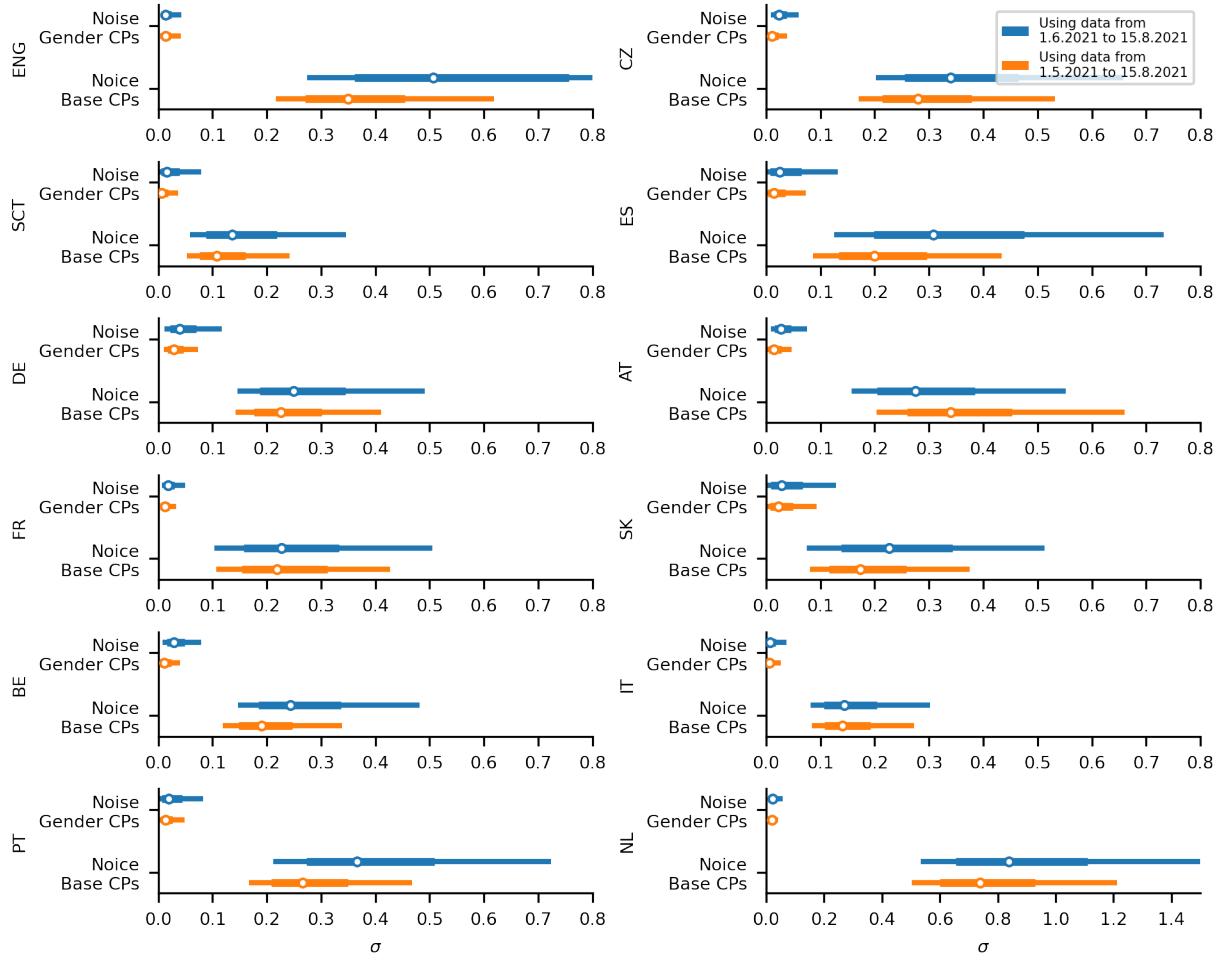 ENG
Noise
Gender CPs
Noice
Base CPs
0.0 0.1 0.2 0.3 0.4 0.5 0.6 0.7 0.8
CZ
Noise
Gender CPs
Noice
Base CPs
0.0 0.1 0.2 0.3 0.4 0.5 0.6 0.7 0.8
Using data from
1.6.2021 to 15.8.2021
Using data from
1.5.2021 to 15.8.2021
SCT
Noise
Gender CPs
Noice
Base CPs
0.0 0.1 0.2 0.3 0.4 0.5 0.6 0.7 0.8
ES
Noise
Gender CPs
Noice
Base CPs
0.0 0.1 0.2 0.3 0.4 0.5 0.6 0.7 0.8
DE
Noise
Gender CPs
Noice
Base CPs
0.0 0.1 0.2 0.3 0.4 0.5 0.6 0.7 0.8
AT
Noise
Gender CPs
Noice
Base CPs
0.0 0.1 0.2 0.3 0.4 0.5 0.6 0.7 0.8
FR
Noise
Gender CPs
Noice
Base CPs
0.0 0.1 0.2 0.3 0.4 0.5 0.6 0.7 0.8
SK
Noise
Gender CPs
Noice
Base CPs
0.0 0.1 0.2 0.3 0.4 0.5 0.6 0.7 0.8
BE
Noise
Gender CPs
Noice
Base CPs
0.0 0.1 0.2 0.3 0.4 0.5 0.6 0.7 0.8
IT
Noise
Gender CPs
Noice
Base CPs
0.0 0.1 0.2 0.3 0.4 0.5 0.6 0.7 0.8
PT
Noise
Gender CPs
Noice
Base CPs
0.0 0.1 0.2 0.3 0.4 0.5 0.6 0.7 0.8
σ
NL
Noise
Gender CPs
Noice
Base CPs
0.0 0.2 0.4 0.6 0.8 1.0 1.2 1.4
σ